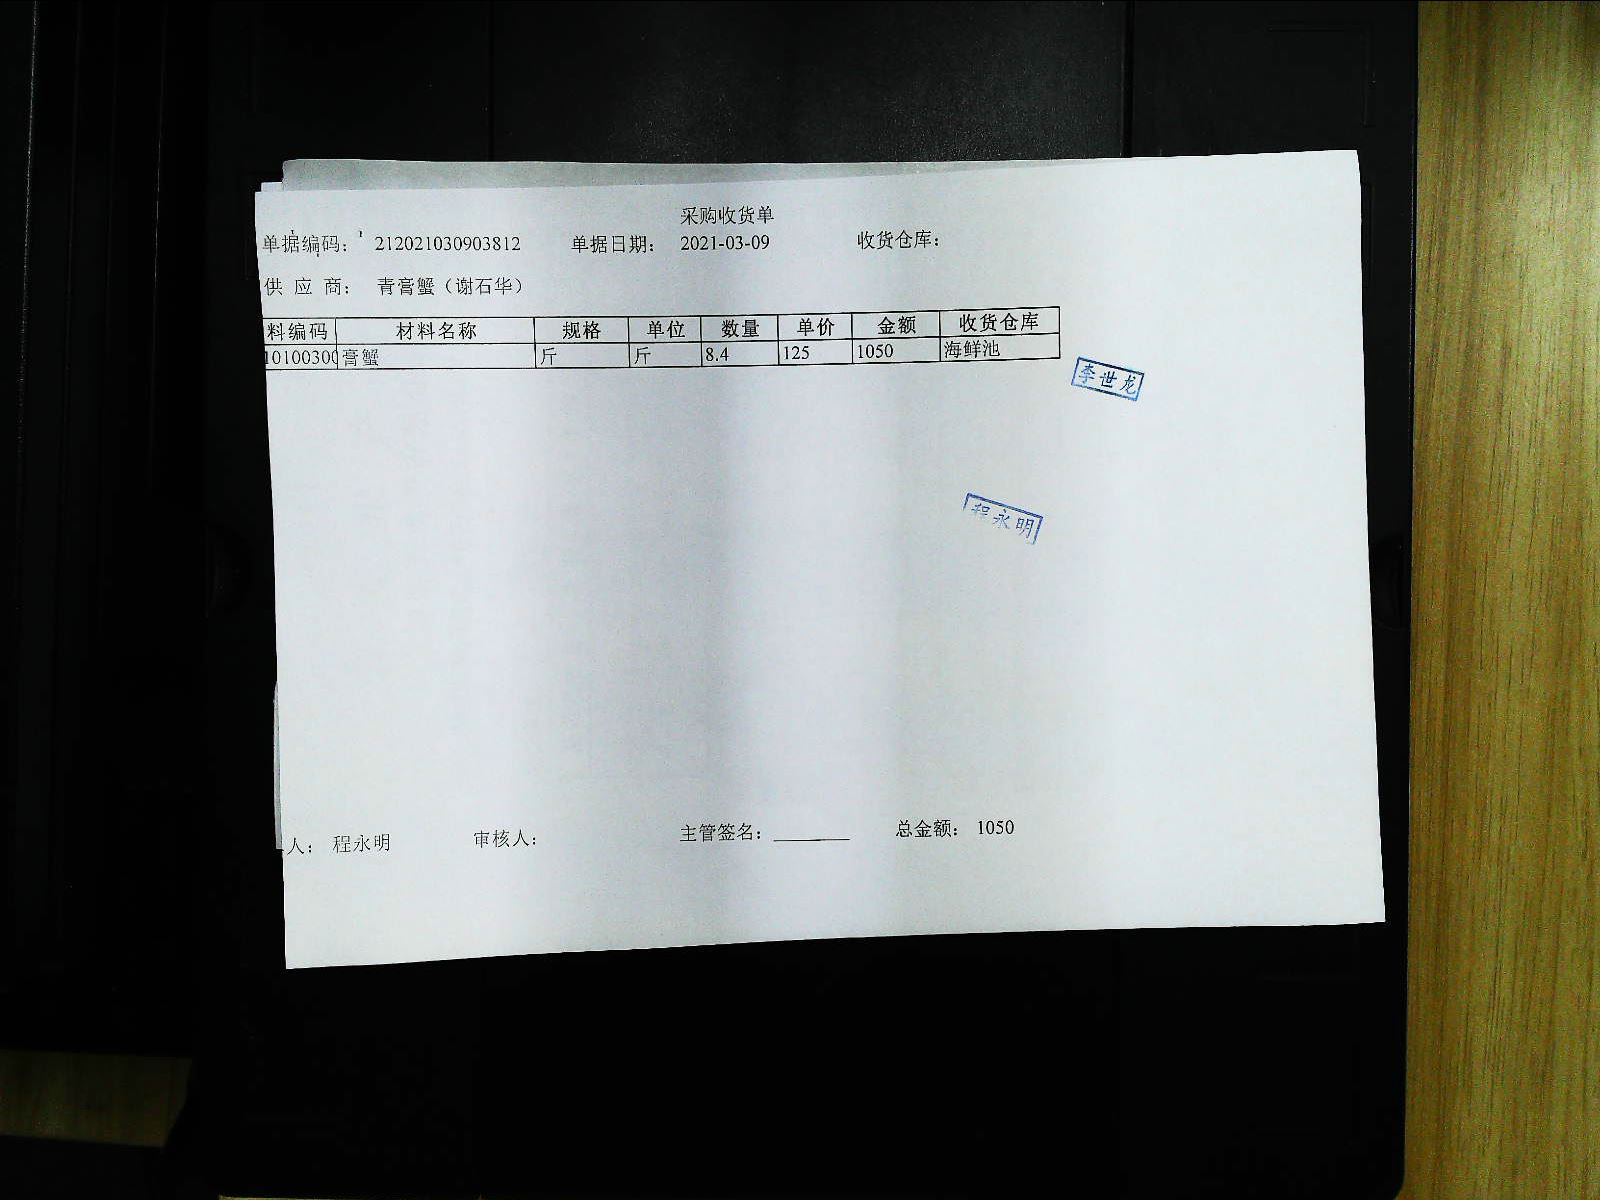 采购收货单
单据编码： 212021030903812 单据日期： 2021-03-09 收货仓库：
供 应 商： 青膏蟹（谢石华）
料编码 材料名称 规格 单位 数量 单价 金额 收货仓库
10100300 膏蟹 斤 斤 8.4 125 1050 海鲜池
李世龙
程永明
人： 程永明 审核人： 主管签名： ________ 总金额： 1050